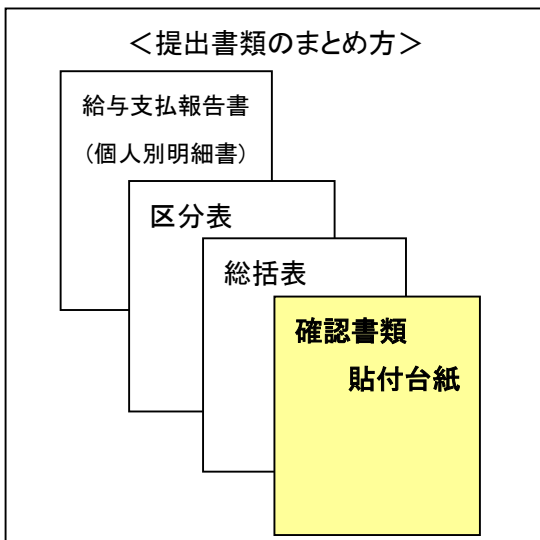 ＜提出書類のまとめ方＞
給与支払報告書
（個人別明細書）
区分表
総括表
確認書類
貼付台紙